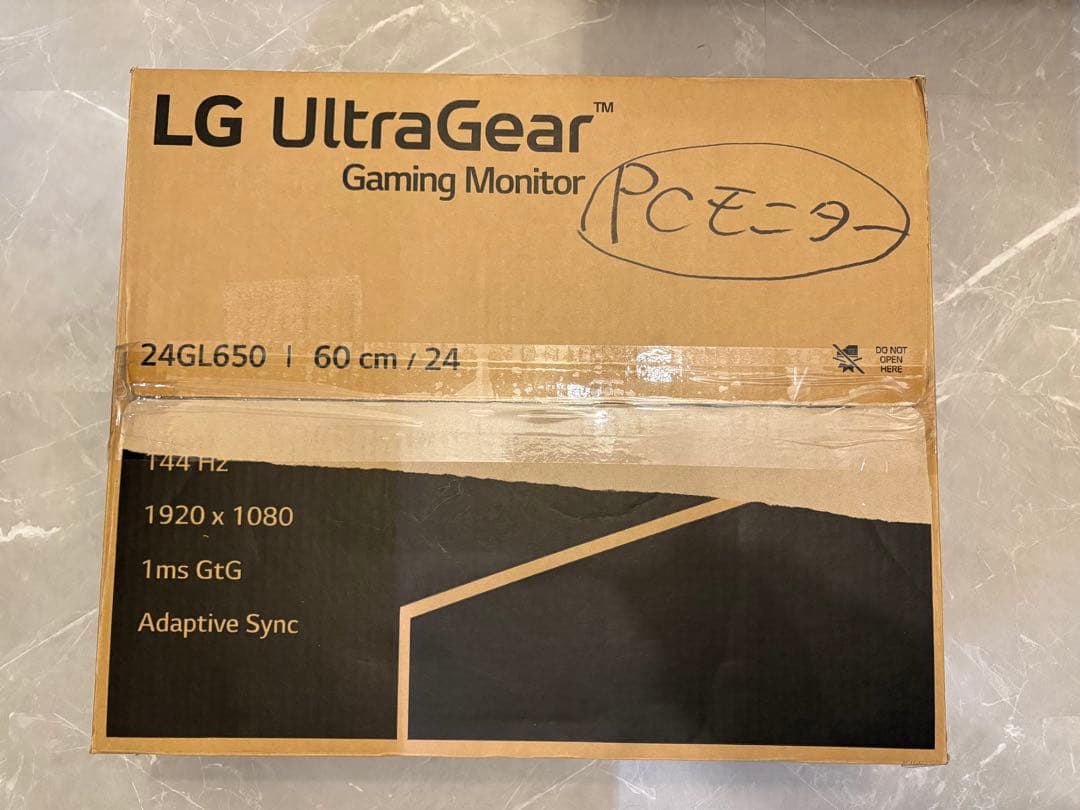 LG UltraGear™
Gaming Monitor
PCモニター
24GL650 | 60 cm / 24
DO NOT
OPEN
HERE
144 Hz
1920 x 1080
1ms GtG
Adaptive Sync